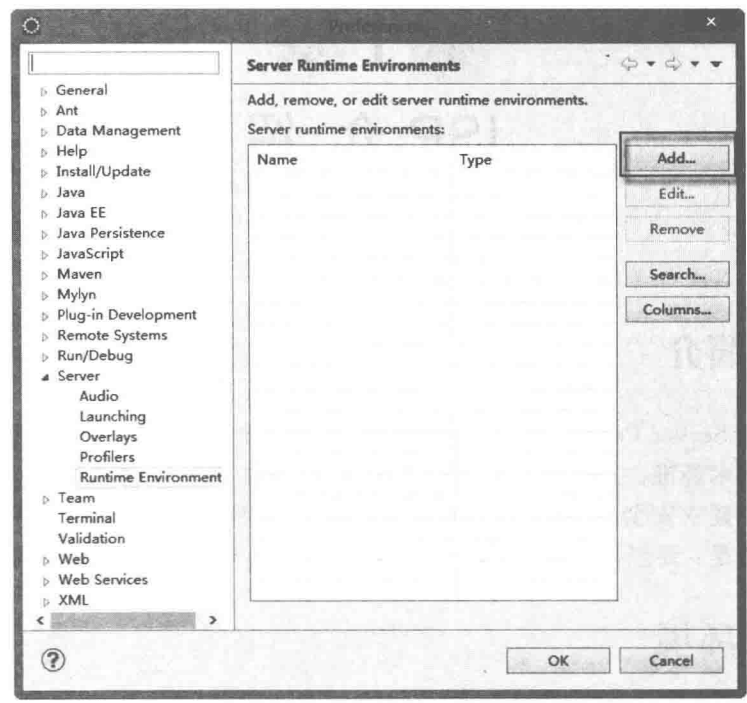 Preferences
Server Runtime Environments
General
Ant
Data Management
Help
Install/Update
Java
Java EE
Java Persistence
JavaScript
Maven
Mylyn
Plug-in Development
Remote Systems
Run/Debug
Server
Audio
Launching
Overlays
Profilers
Runtime Environment
Team
Terminal
Validation
Web
Web Services
XML
Add, remove, or edit server runtime environments.
Server runtime environments:
Name Type
Add...
Edit...
Remove
Search...
Columns...
OK Cancel